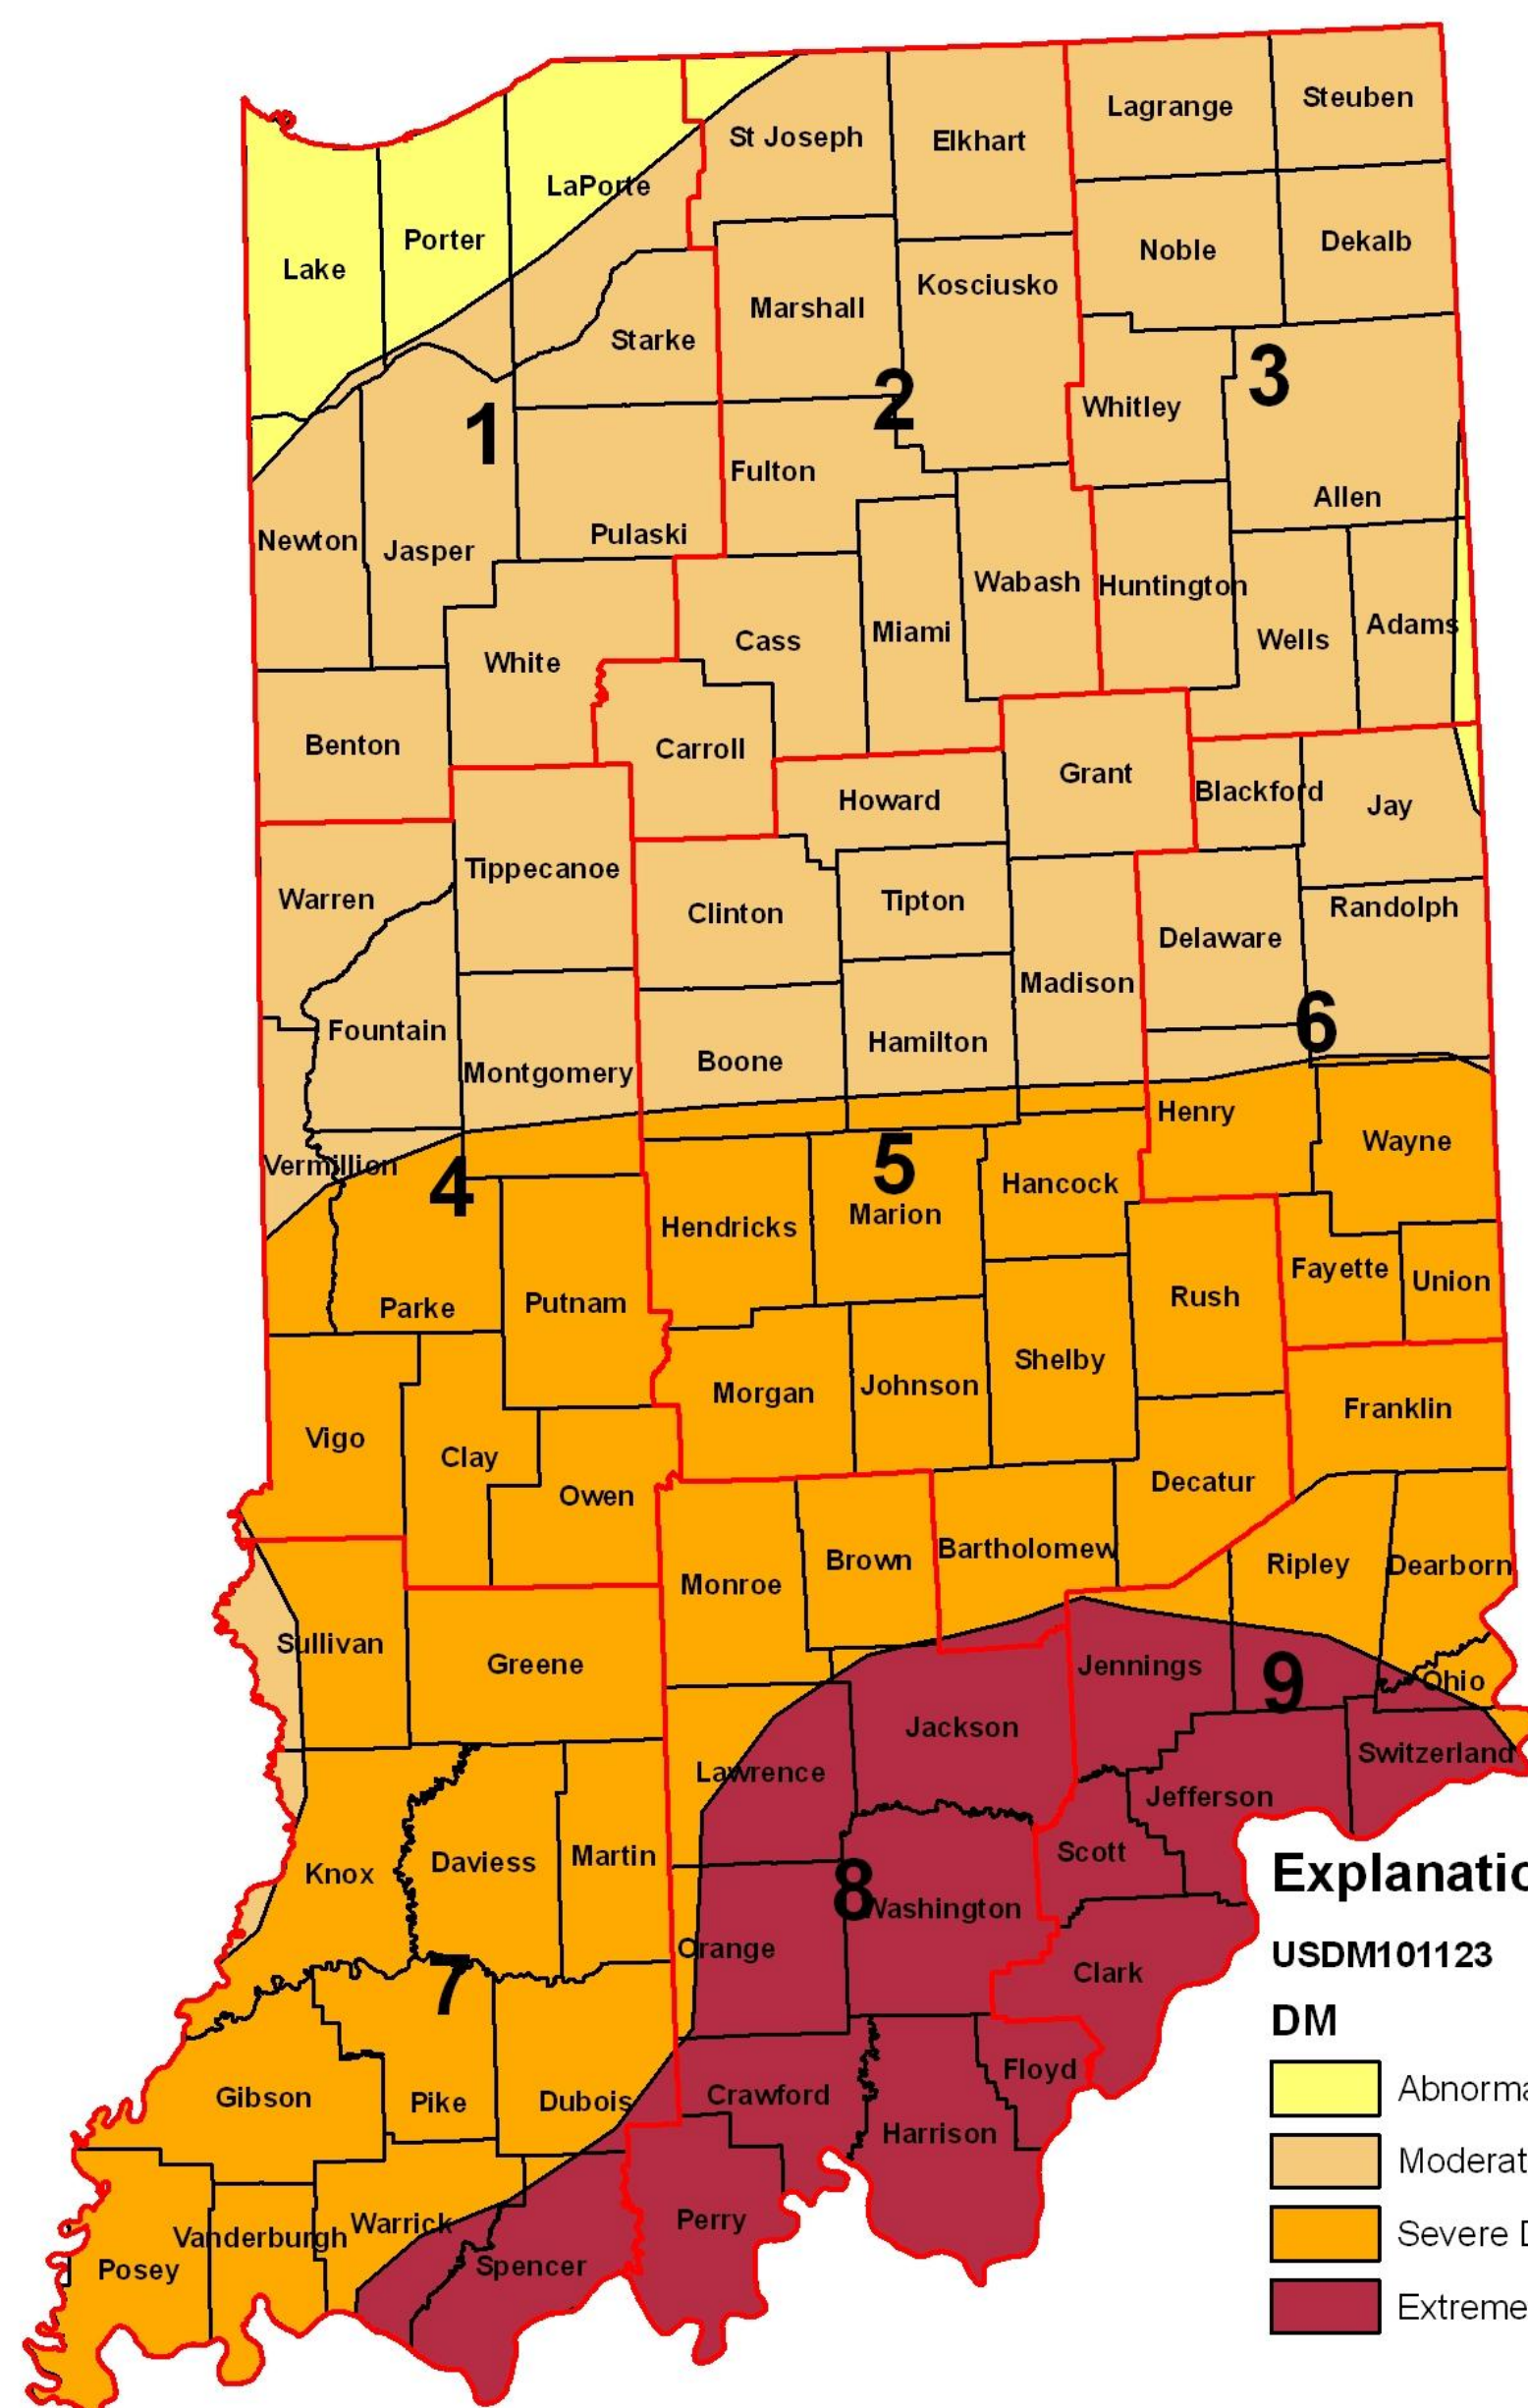 Lagrange
Steuben
St Joseph
Elkhart
LaPorte
Porter
Lake
Noble
Dekalb
Kosciusko
Marshall
Starke
1
2
3
Whitley
Fulton
Allen
Pulaski
Newton
Jasper
Wabash
Huntington
Miami
Cass
Wells
Adams
White
Benton
Carroll
Grant
Howard
Blackford
Jay
Tippecanoe
Warren
Clinton
Tipton
Randolph
Delaware
Madison
6
Fountain
Hamilton
Montgomery
Boone
Henry
Wayne
Vermillion
4
5
Marion
Hancock
Hendricks
Fayette
Union
Parke
Putnam
Rush
Shelby
Morgan
Johnson
Franklin
Vigo
Clay
Owen
Decatur
Monroe
Brown
Bartholomew
Ripley
Dearborn
Sullivan
Greene
Jennings
9
Ohio
Jackson
Lawrence
Switzerland
Jefferson
Knox
Daviess
Martin
Scott
8
Washington
Orange
Clark
7
Gibson
Pike
Dubois
Crawford
Floyd
Harrison
Perry
Posey
Vanderburgh
Warrick
Spencer
Explanatio
USDM101123
DM
Abnorma
Moderat
Severe D
Extreme